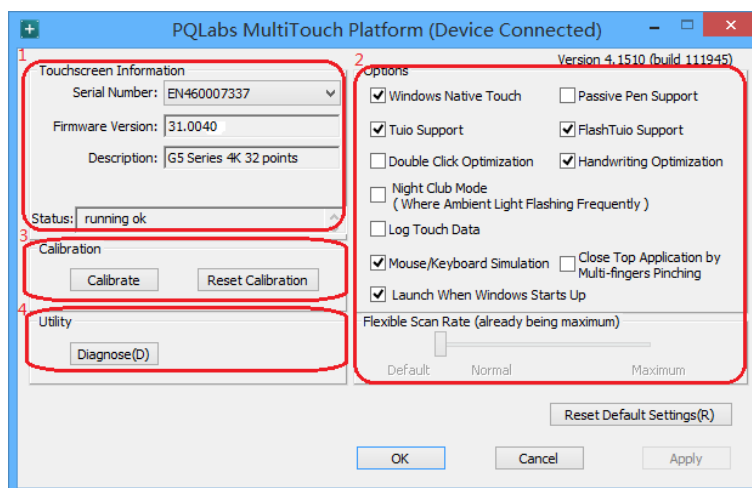 PQLabs MultiTouch Platform (Device Connected)
Version 4.1510 (build 111945)
1
Touchscreen Information
Serial Number: EN460007337
Firmware Version: 31.0040
Description: G5 Series 4K 32 points
Status: running ok
2
Options
Windows Native Touch
Passive Pen Support
Tuio Support
FlashTuio Support
Double Click Optimization
Handwriting Optimization
Night Club Mode
( Where Ambient Light Flashing Frequently )
Log Touch Data
Mouse/Keyboard Simulation
Close Top Application by
Multi-fingers Pinching
Launch When Windows Starts Up
Flexible Scan Rate (already being maximum)
Default Normal Maximum
3
Calibration
Calibrate Reset Calibration
4
Utility
Diagnose(D)
Reset Default Settings(R)
OK Cancel Apply